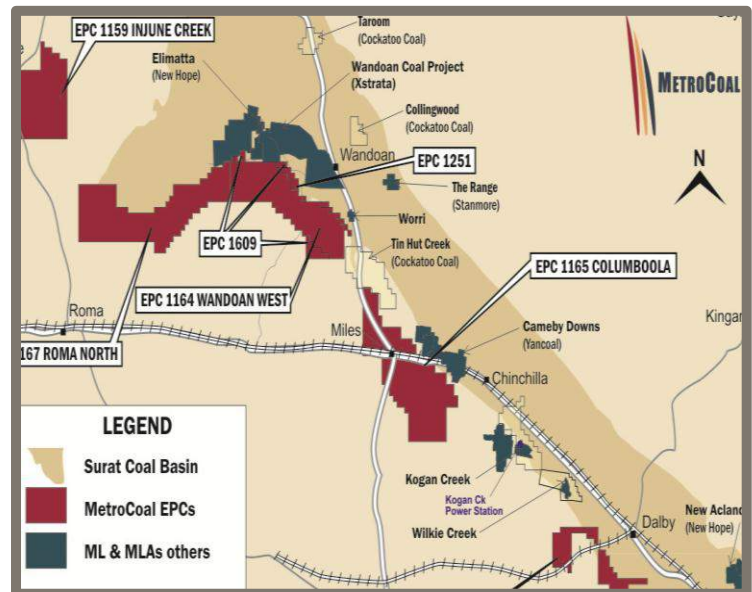 EPC 1159 INJUNE CREEK
Taroom
(Cockatoo Coal)
Elimatta
(New Hope)
Wandoan Coal Project
(Xstrata)
METROCOAL
Collingwood
(Cockatoo Coal)
Wandoan
EPC 1251
N
The Range
(Stanmore)
Worri
EPC 1609
Tin Hut Creek
(Cockatoo Coal)
EPC 1165 COLUMBOOLA
EPC 1164 WANDOAN WEST
Roma
Miles
Cameby Downs
(Yancoal)
Kingar
167 ROMA NORTH
Chinchilla
LEGEND
Surat Coal Basin
MetroCoal EPCs
ML & MLAs others
Kogan Creek
Kogan Ck
Power Station
Wilkie Creek
New Acland
(New Hope)
Dalby